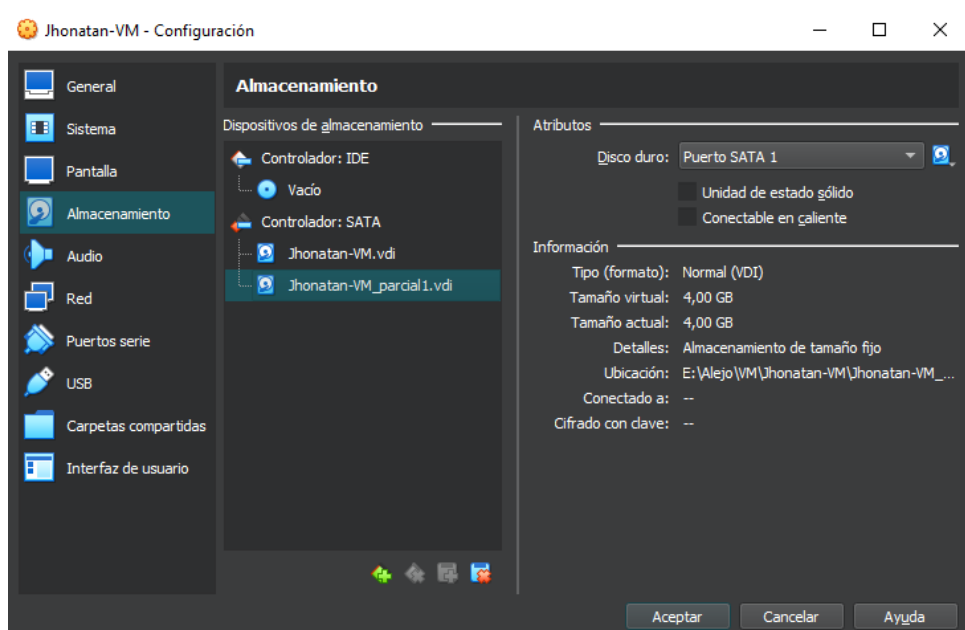 Jhonatan-VM - Configuración
General
Sistema
Pantalla
Almacenamiento
Audio
Red
Puertos serie
USB
Carpetas compartidas
Interfaz de usuario
Almacenamiento
Dispositivos de almacenamiento
Controlador: IDE
Vacío
Controlador: SATA
Jhonatan-VM.vdi
Jhonatan-VM_parcial1.vdi
Atributos
Disco duro: Puerto SATA 1
Unidad de estado sólido
Conectable en caliente
Información
Tipo (formato): Normal (VDI)
Tamaño virtual: 4,00 GB
Tamaño actual: 4,00 GB
Detalles: Almacenamiento de tamaño fijo
Ubicación: E:\Alejo\VM\Jhonatan-VM\Jhonatan-VM_...
Conectado a: --
Cifrado con clave: --
Aceptar Cancelar Ayuda